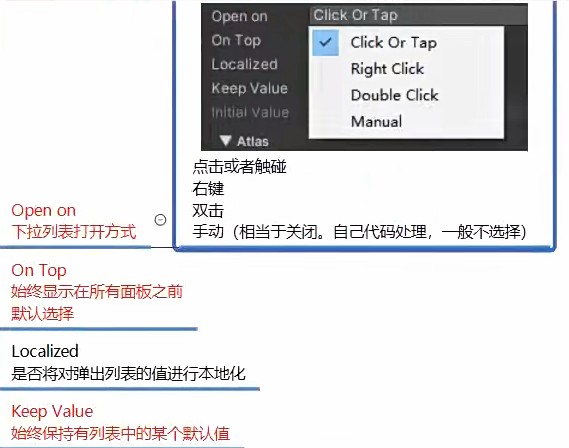 Open on Click Or Tap
On Top
Localized
Keep Value
Initial Value
▼ Atlas
✓ Click Or Tap
Right Click
Double Click
Manual
点击或者触碰
右键
双击
手动（相当于关闭。自己代码处理，一般不选择）
Open on
下拉列表打开方式
On Top
始终显示在所有面板之前
默认选择
Localized
是否将对弹出列表的值进行本地化
Keep Value
始终保持有列表中的某个默认值